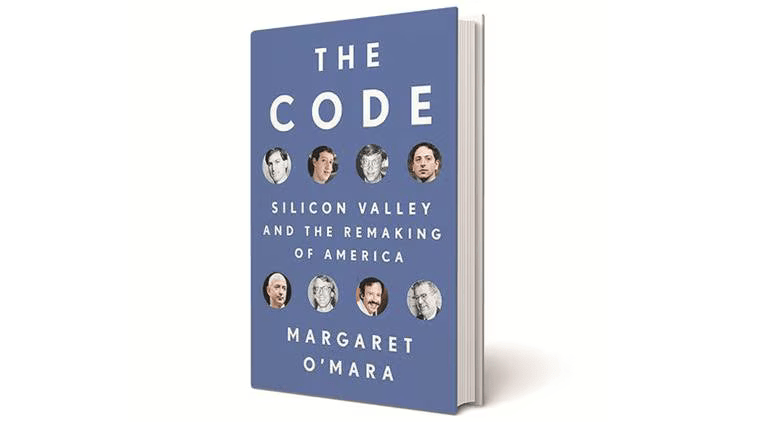 THE
CODE
SILICON VALLEY
AND THE REMAKING
OF AMERICA
MARGARET
O'MARA